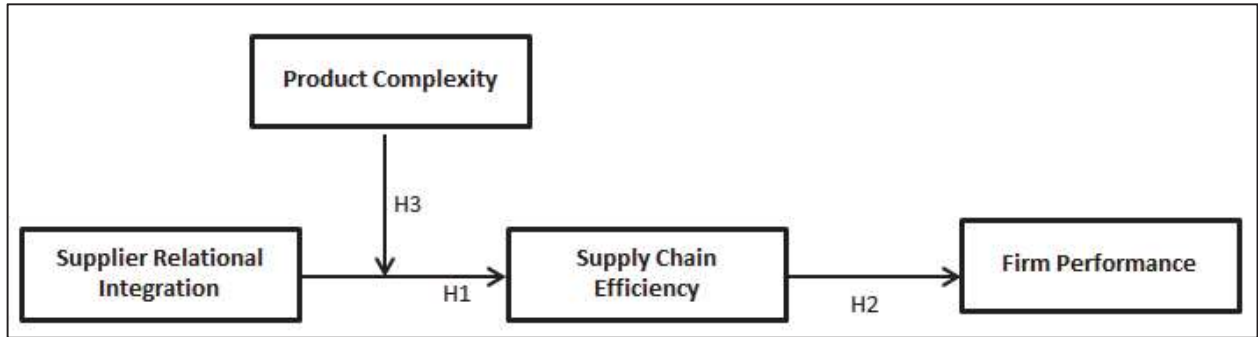 Product Complexity
H3
Supplier Relational
Integration
H1
Supply Chain
Efficiency
H2
Firm Performance